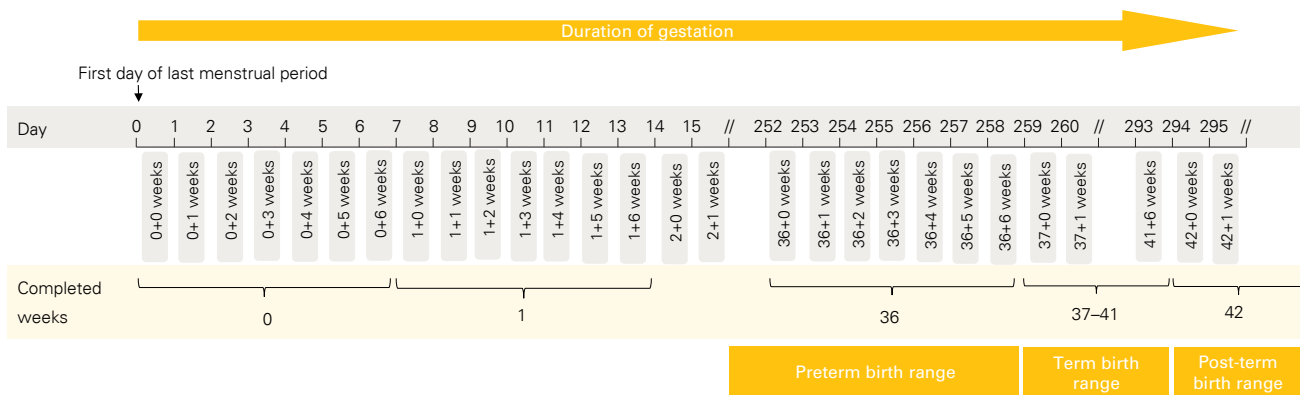 Duration of gestation
First day of last menstrual period
Day 0 1 2 3 4 5 6 7 8 9 10 11 12 13 14 15 // 252 253 254 255 256 257 258 259 260 // 293 294 295 //
0+0 weeks
0+1 weeks
0+2 weeks
0+3 weeks
0+4 weeks
0+5 weeks
0+6 weeks
1+0 weeks
1+1 weeks
1+2 weeks
1+3 weeks
1+4 weeks
1+5 weeks
1+6 weeks
2+0 weeks
2+1 weeks
36+0 weeks
36+1 weeks
36+2 weeks
36+3 weeks
36+4 weeks
36+5 weeks
36+6 weeks
37+0 weeks
37+1 weeks
41+6 weeks
42+0 weeks
42+1 weeks
Completed
weeks
0 1 36 37–41 42
Preterm birth range
Term birth
range
Post-term
birth range